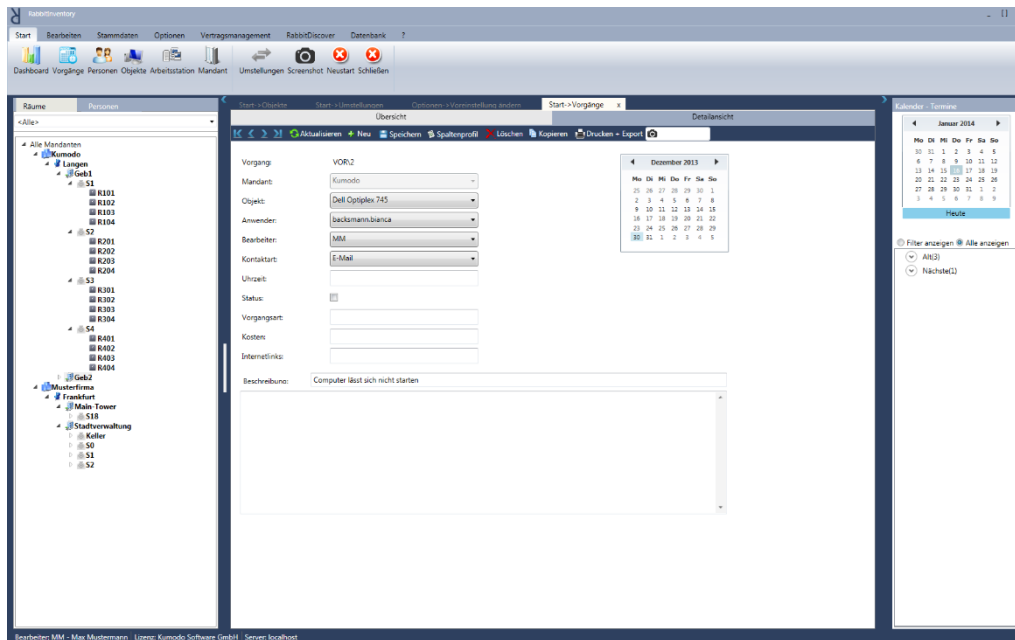 RabbitInventory
Start Bearbeiten Stammdaten Optionen Vertragsmanagement RabbitDiscover Datenbank ?
Dashboard Vorgänge Personen Objekte Arbeitsstation Mandant Umstellungen Screenshot Neustart Schließen
Räume Personen
<Alle>
Alle Mandanten
Kumodo
Langen
Geb1
S1
R101
R102
R103
R104
S2
R201
R202
R203
R204
S3
R301
R302
R303
R304
S4
R401
R402
R403
R404
Geb2
Musterfirma
Frankfurt
Main-Tower
S18
Stadtverwaltung
Keller
S0
S1
S2
Start->Objekte Start->Umstellungen Optionen->Voreinstellung ändern Start->Vorgänge x
Übersicht Detailansicht
Aktualisieren Neu Speichern Spaltenprofil Löschen Kopieren Drucken - Export
Vorgang: VOR\2
Mandant: Kumodo
Objekt: Dell Optiplex 745
Anwender: backsmann.bianca
Bearbeiter: MM
Kontaktart: E-Mail
Uhrzeit:
Status:
Vorgangsart:
Kosten:
Internetlinks:
Beschreibung: Computer lässt sich nicht starten
Dezember 2013
Mo Di Mi Do Fr Sa So
25 26 27 28 29 30 1
2 3 4 5 6 7 8
9 10 11 12 13 14 15
16 17 18 19 20 21 22
23 24 25 26 27 28 29
30 31 1 2 3 4 5
Kalender - Termine
Januar 2014
Mo Di Mi Do Fr Sa So
30 31 1 2 3 4 5
6 7 8 9 10 11 12
13 14 15 16 17 18 19
20 21 22 23 24 25 26
27 28 29 30 31 1 2
3 4 5 6 7 8 9
Heute
Filter anzeigen Alle anzeigen
Alt(3)
Nächste(1)
Bearbeiter: MM - Max Mustermann Lizenz: Kumodo Software GmbH Server: localhost